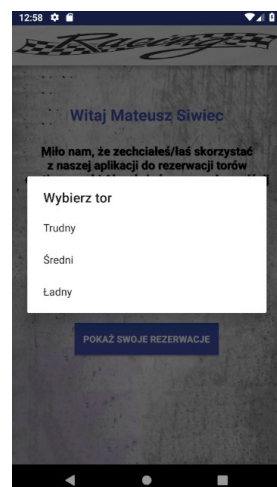 12:58
Racing
Witaj Mateusz Siwiec
Miło nam, że zechciałeś/łaś skorzystać
z naszej aplikacji do rezerwacji torów
Wybierz tor
Trudny
Średni
Ładny
POKAŻ SWOJE REZERWACJE